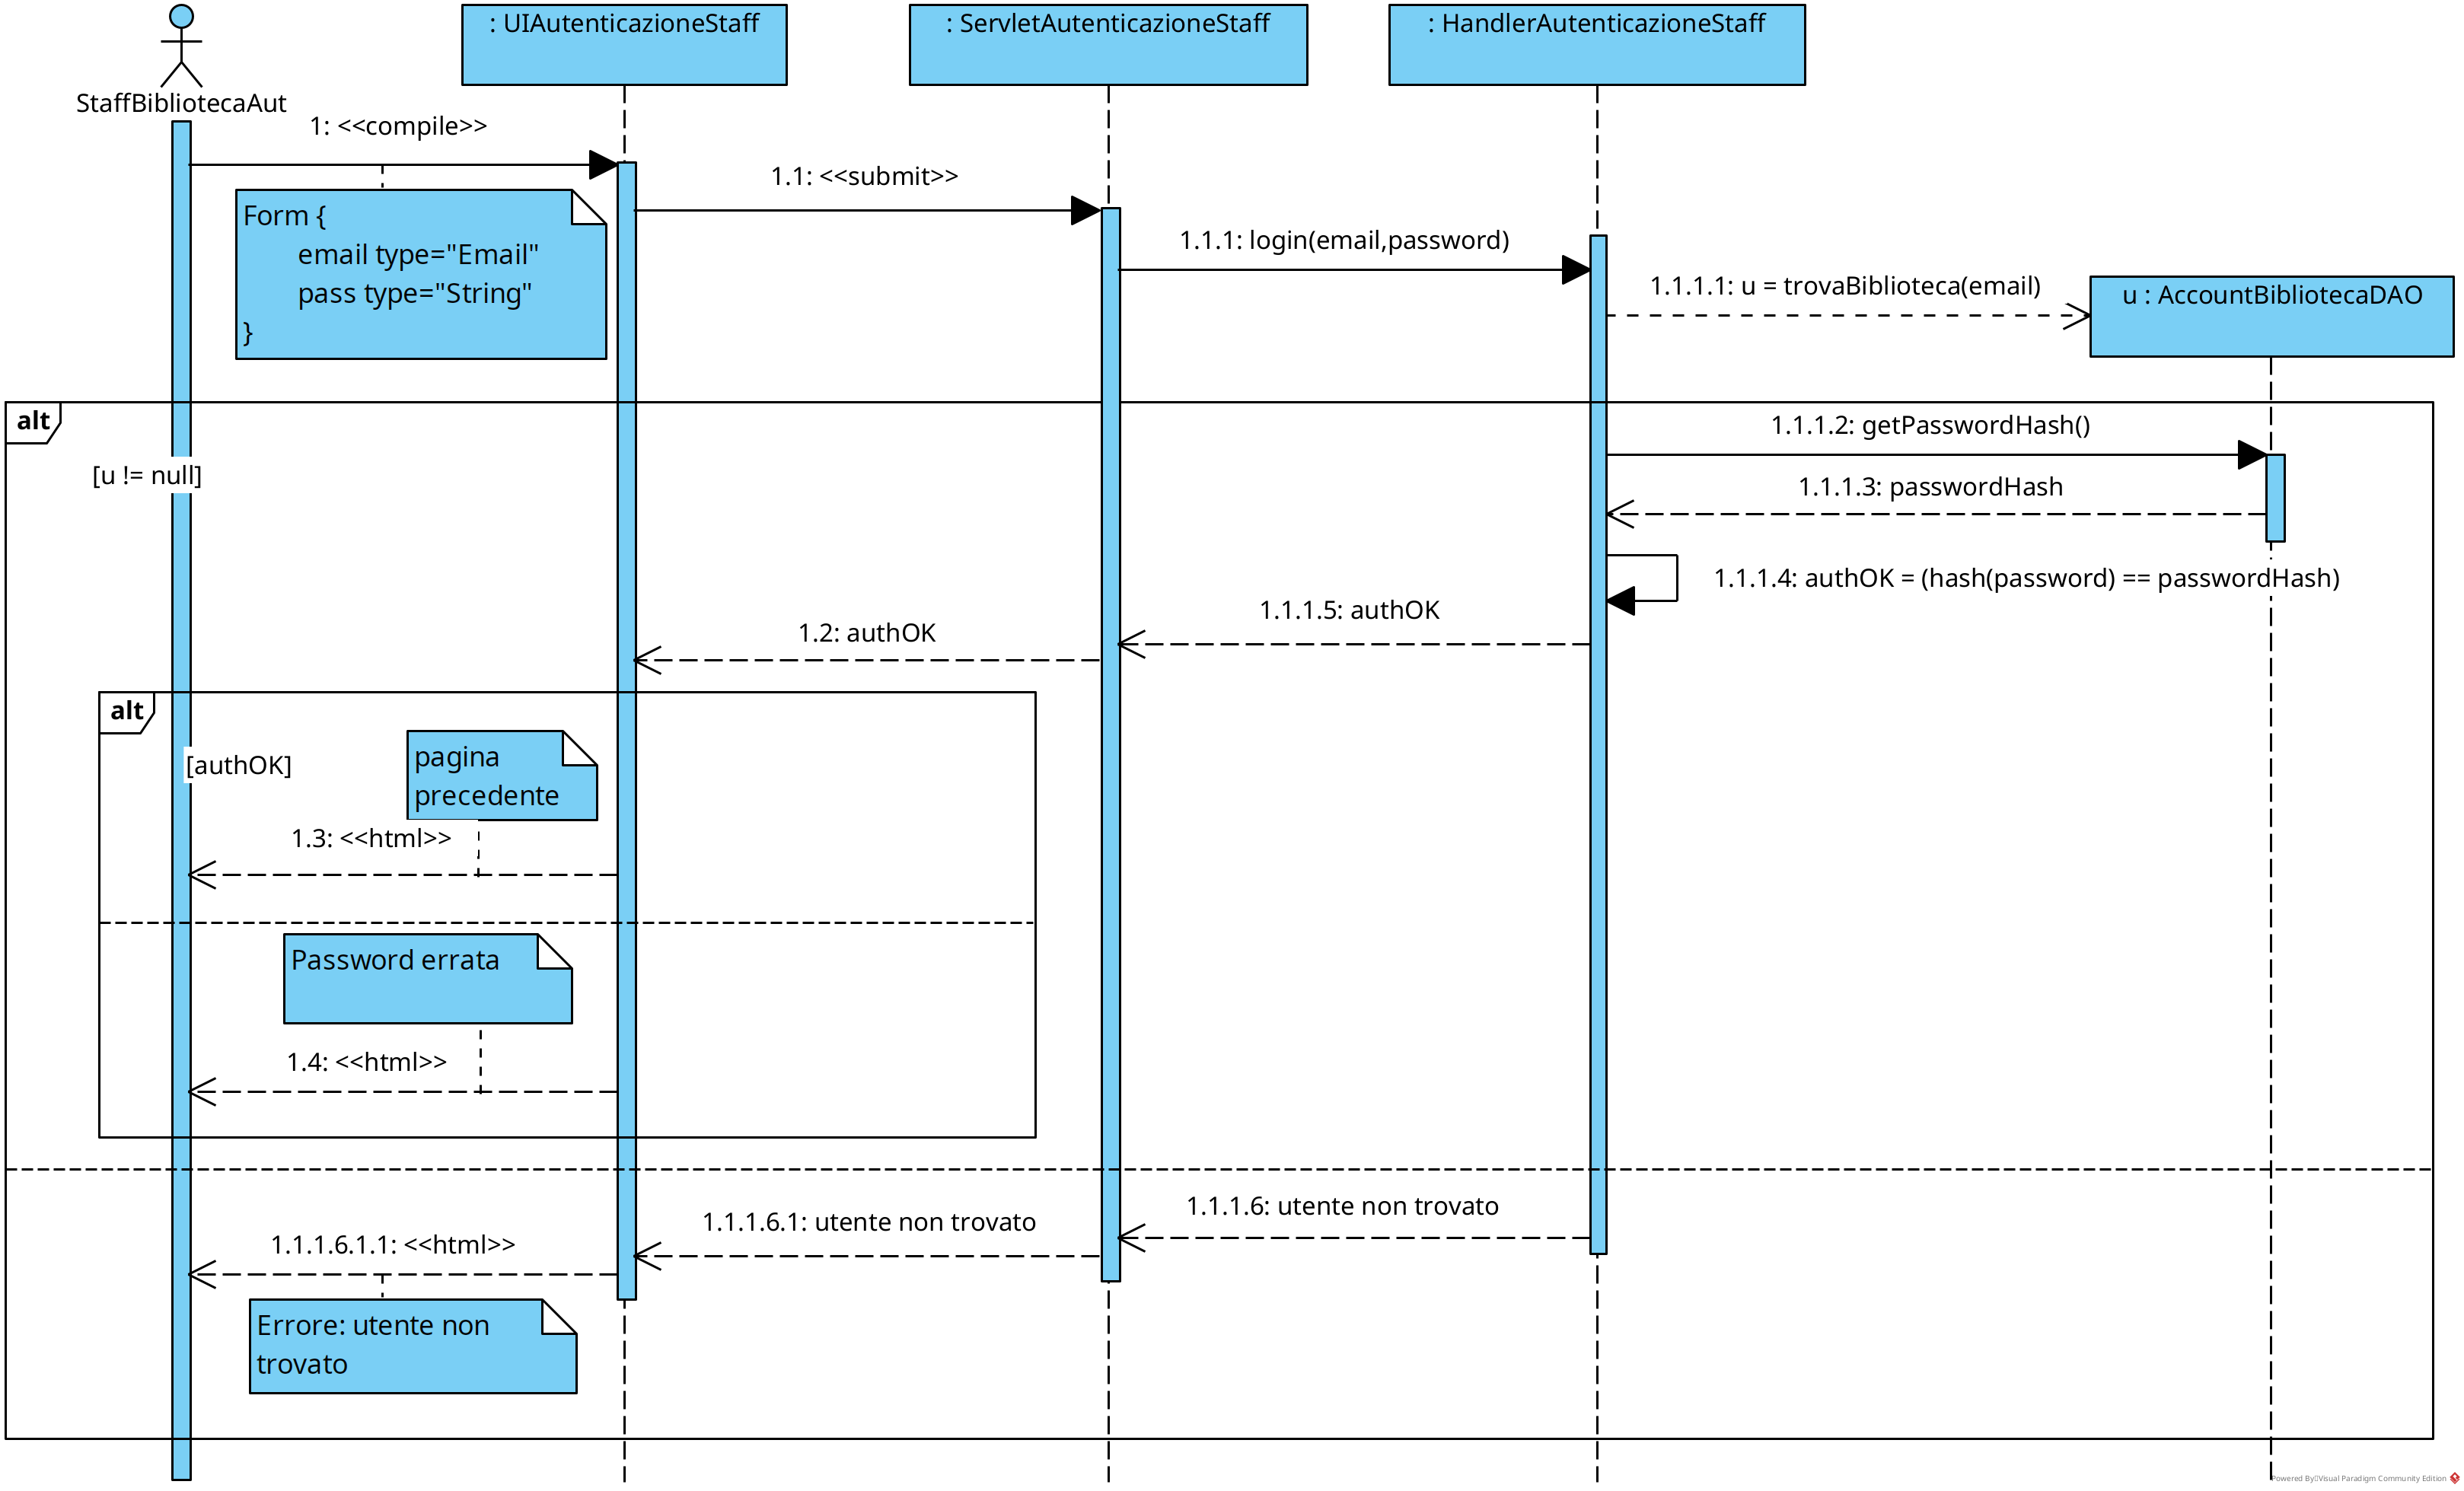 : UIAutenticazioneStaff
: ServletAutenticazioneStaff
: HandlerAutenticazioneStaff
StaffBibliotecaAut
1: <<compile>>
1.1: <<submit>>
Form {
email type="Email"
pass type="String"
}
1.1.1: login(email,password)
1.1.1.1: u = trovaBiblioteca(email)
u : AccountBibliotecaDAO
alt
[u != null]
1.1.1.2: getPasswordHash()
1.1.1.3: passwordHash
1.1.1.4: authOK = (hash(password) == passwordHash)
1.1.1.5: authOK
1.2: authOK
alt
[authOK]
pagina
precedente
1.3: <<html>>
Password errata
1.4: <<html>>
1.1.1.6: utente non trovato
1.1.1.6.1: utente non trovato
1.1.1.6.1.1: <<html>>
Errore: utente non
trovato
Powered By Visual Paradigm Community Edition